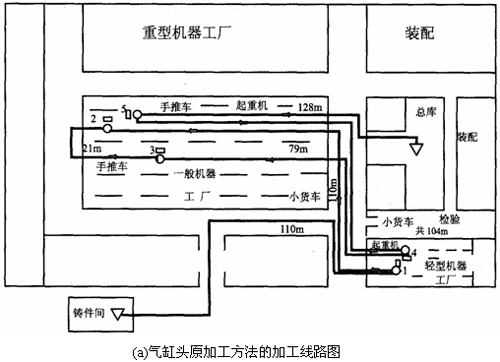 重型机器工厂
装配
5
手推车
起重机
128m
2
总库
装配
21m
3
79m
手推车
一般机器
110m
工厂
小货车
小货车
检验
110m
共104m
起重机
4
轻型机器
1
工厂
铸件间
(a)气缸头原加工方法的加工线路图